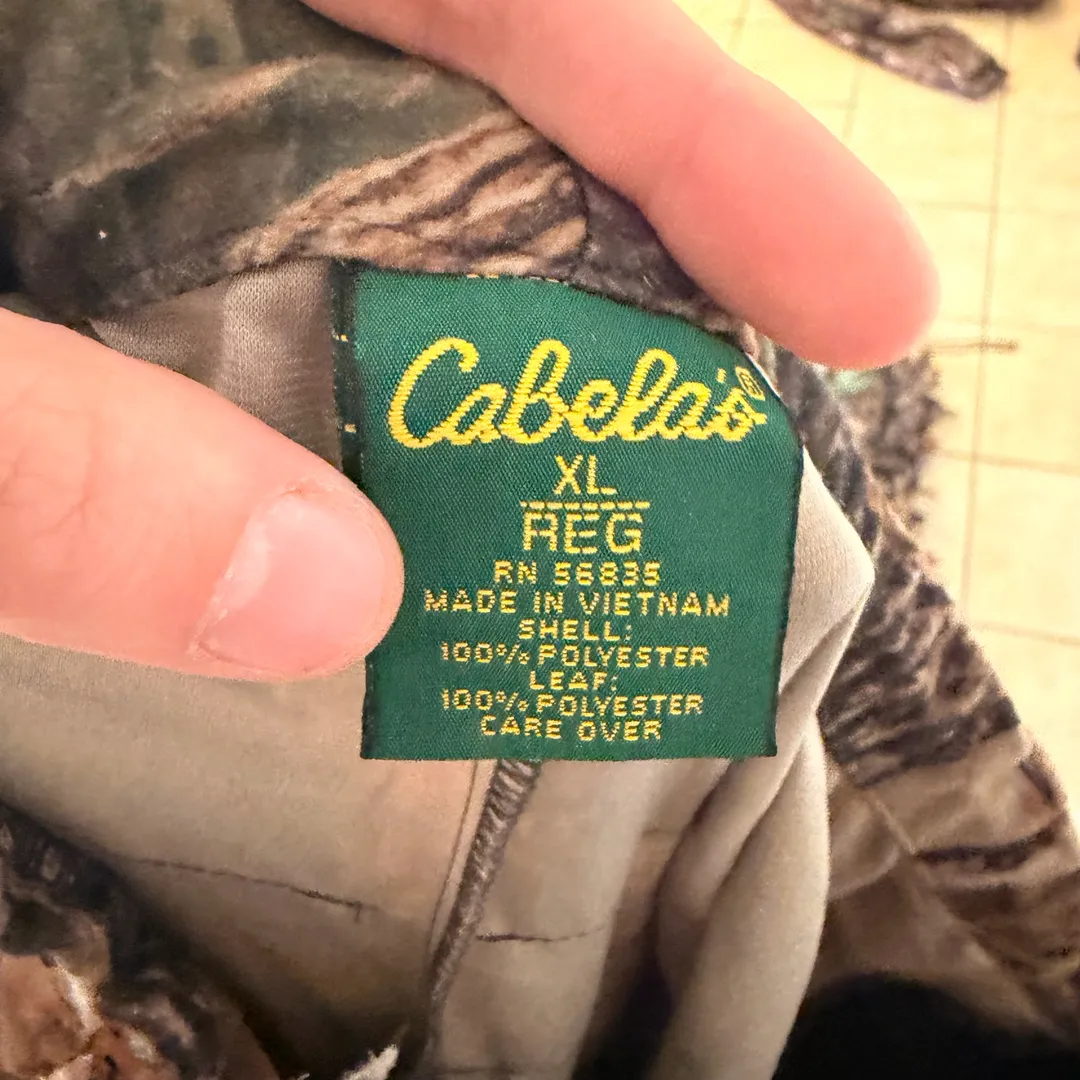 Cabela's®
XL
REG
RN 56835
MADE IN VIETNAM
SHELL:
100% POLYESTER
LEAF:
100% POLYESTER
CARE OVER